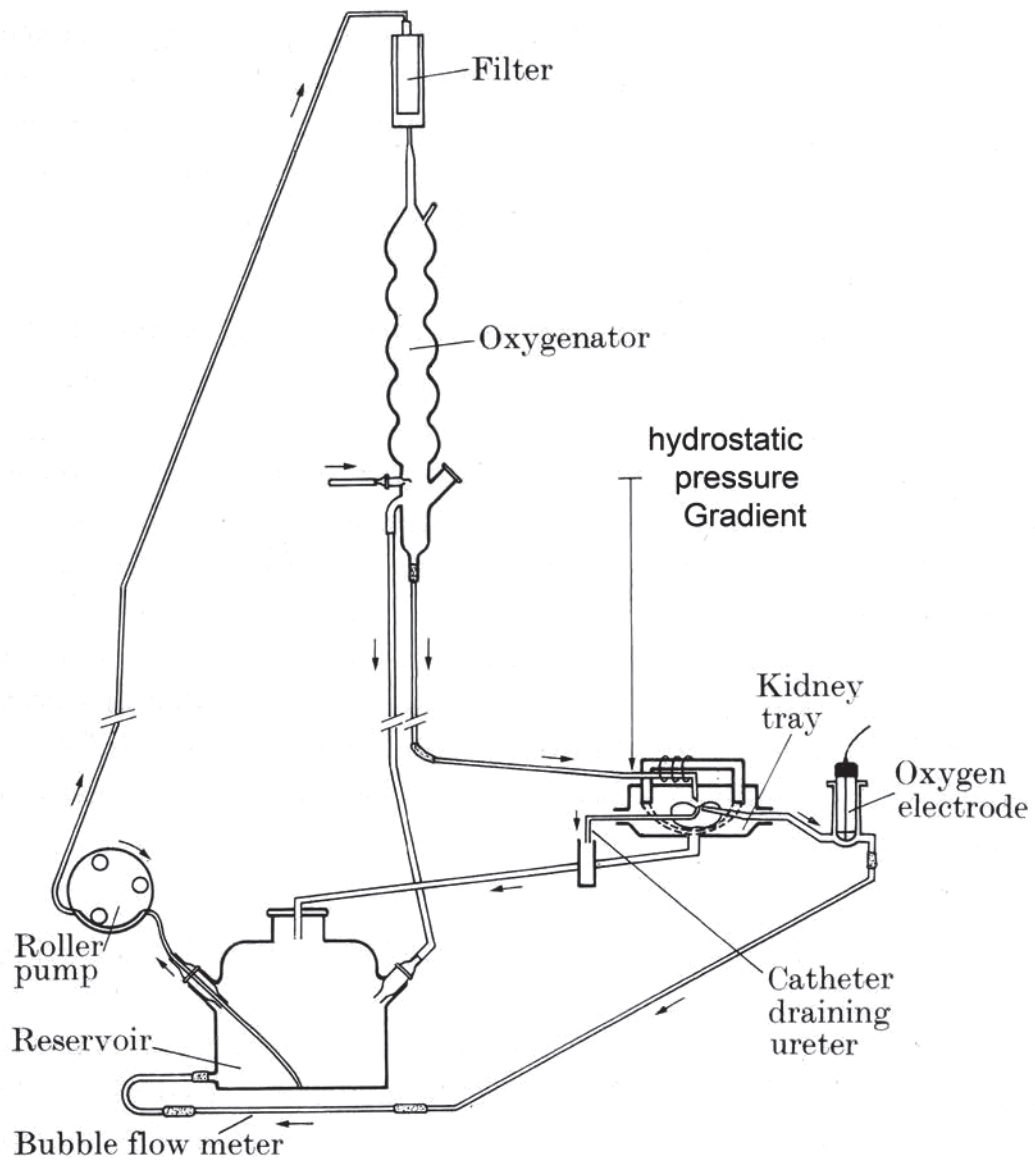 Filter
Oxygenator
hydrostatic
pressure
Gradient
Kidney
tray
Oxygen
electrode
Roller
pump
Catheter
draining
ureter
Reservoir
Bubble flow meter